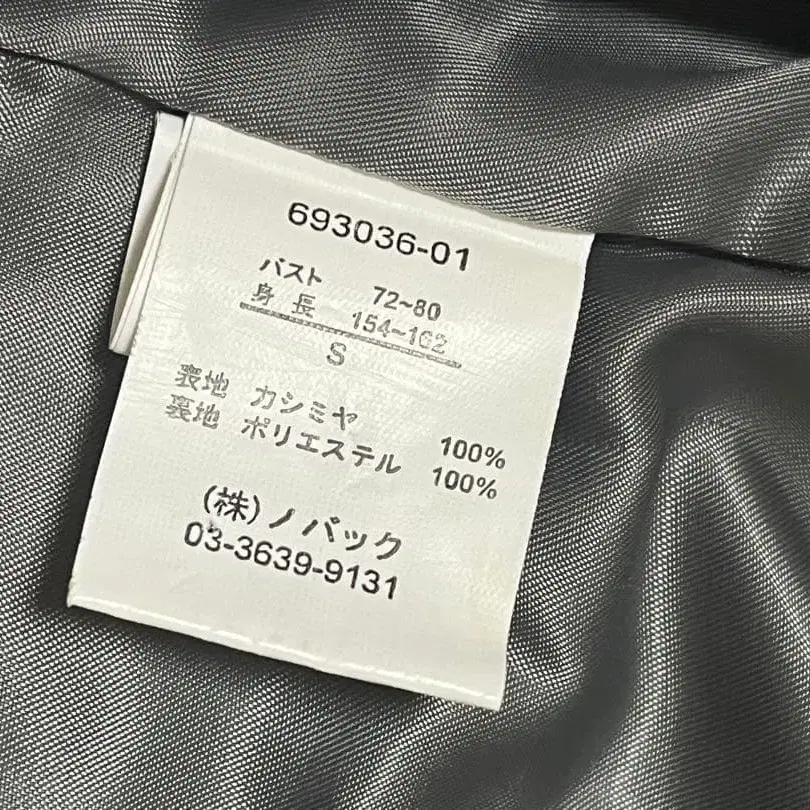 693036-01
バスト 72~80
身長 154~162
S
表地 カシミヤ 100%
裏地 ポリエステル 100%
(株)ノバック
03-3639-9131